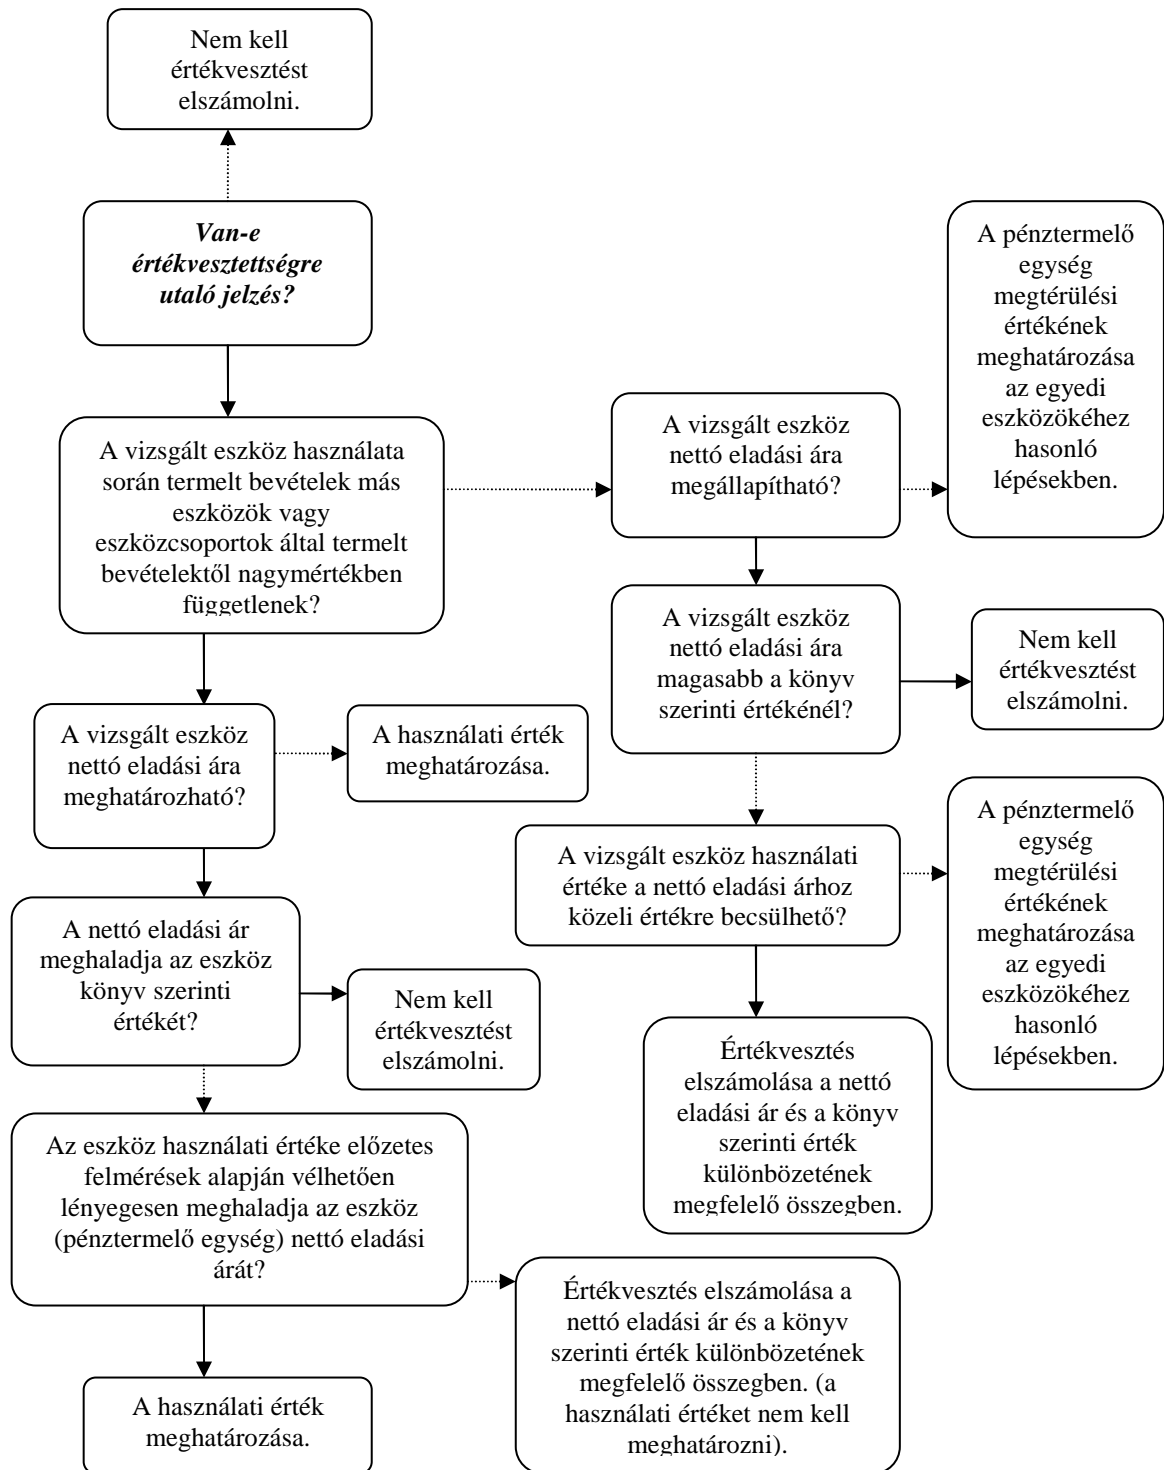 Nem kell
értékvesztést
elszámolni.
Van-e
értékvesztettségre
utaló jelzés?
A pénztermelő
egység
megtérülési
értékének
meghatározása
az egyedi
eszközökéhez
hasonló
lépésekben.
A vizsgált eszköz használata
során termelt bevételek más
eszközök vagy
eszközcsoportok által termelt
bevételektől nagymértékben
függetlenek?
A vizsgált eszköz
nettó eladási ára
megállapítható?
A vizsgált eszköz
nettó eladási ára
magasabb a könyv
szerinti értékénél?
Nem kell
értékvesztést
elszámolni.
A vizsgált eszköz
nettó eladási ára
meghatározható?
A használati érték
meghatározása.
A vizsgált eszköz használati
értéke a nettó eladási árhoz
közeli értékre becsülhető?
A pénztermelő
egység
megtérülési
értékének
meghatározása
az egyedi
eszközökéhez
hasonló
lépésekben.
A nettó eladási ár
meghaladja az eszköz
könyv szerinti
értékét?
Nem kell
értékvesztést
elszámolni.
Értékvesztés
elszámolása a nettó
eladási ár és a könyv
szerinti érték
különbözetének
megfelelő összegben.
Az eszköz használati értéke előzetes
felmérések alapján vélhetően
lényegesen meghaladja az eszköz
(pénztermelő egység) nettó eladási
árát?
Értékvesztés elszámolása a
nettó eladási ár és a könyv
szerinti érték különbözetének
megfelelő összegben. (a
használati értéket nem kell
meghatározni).
A használati érték
meghatározása.